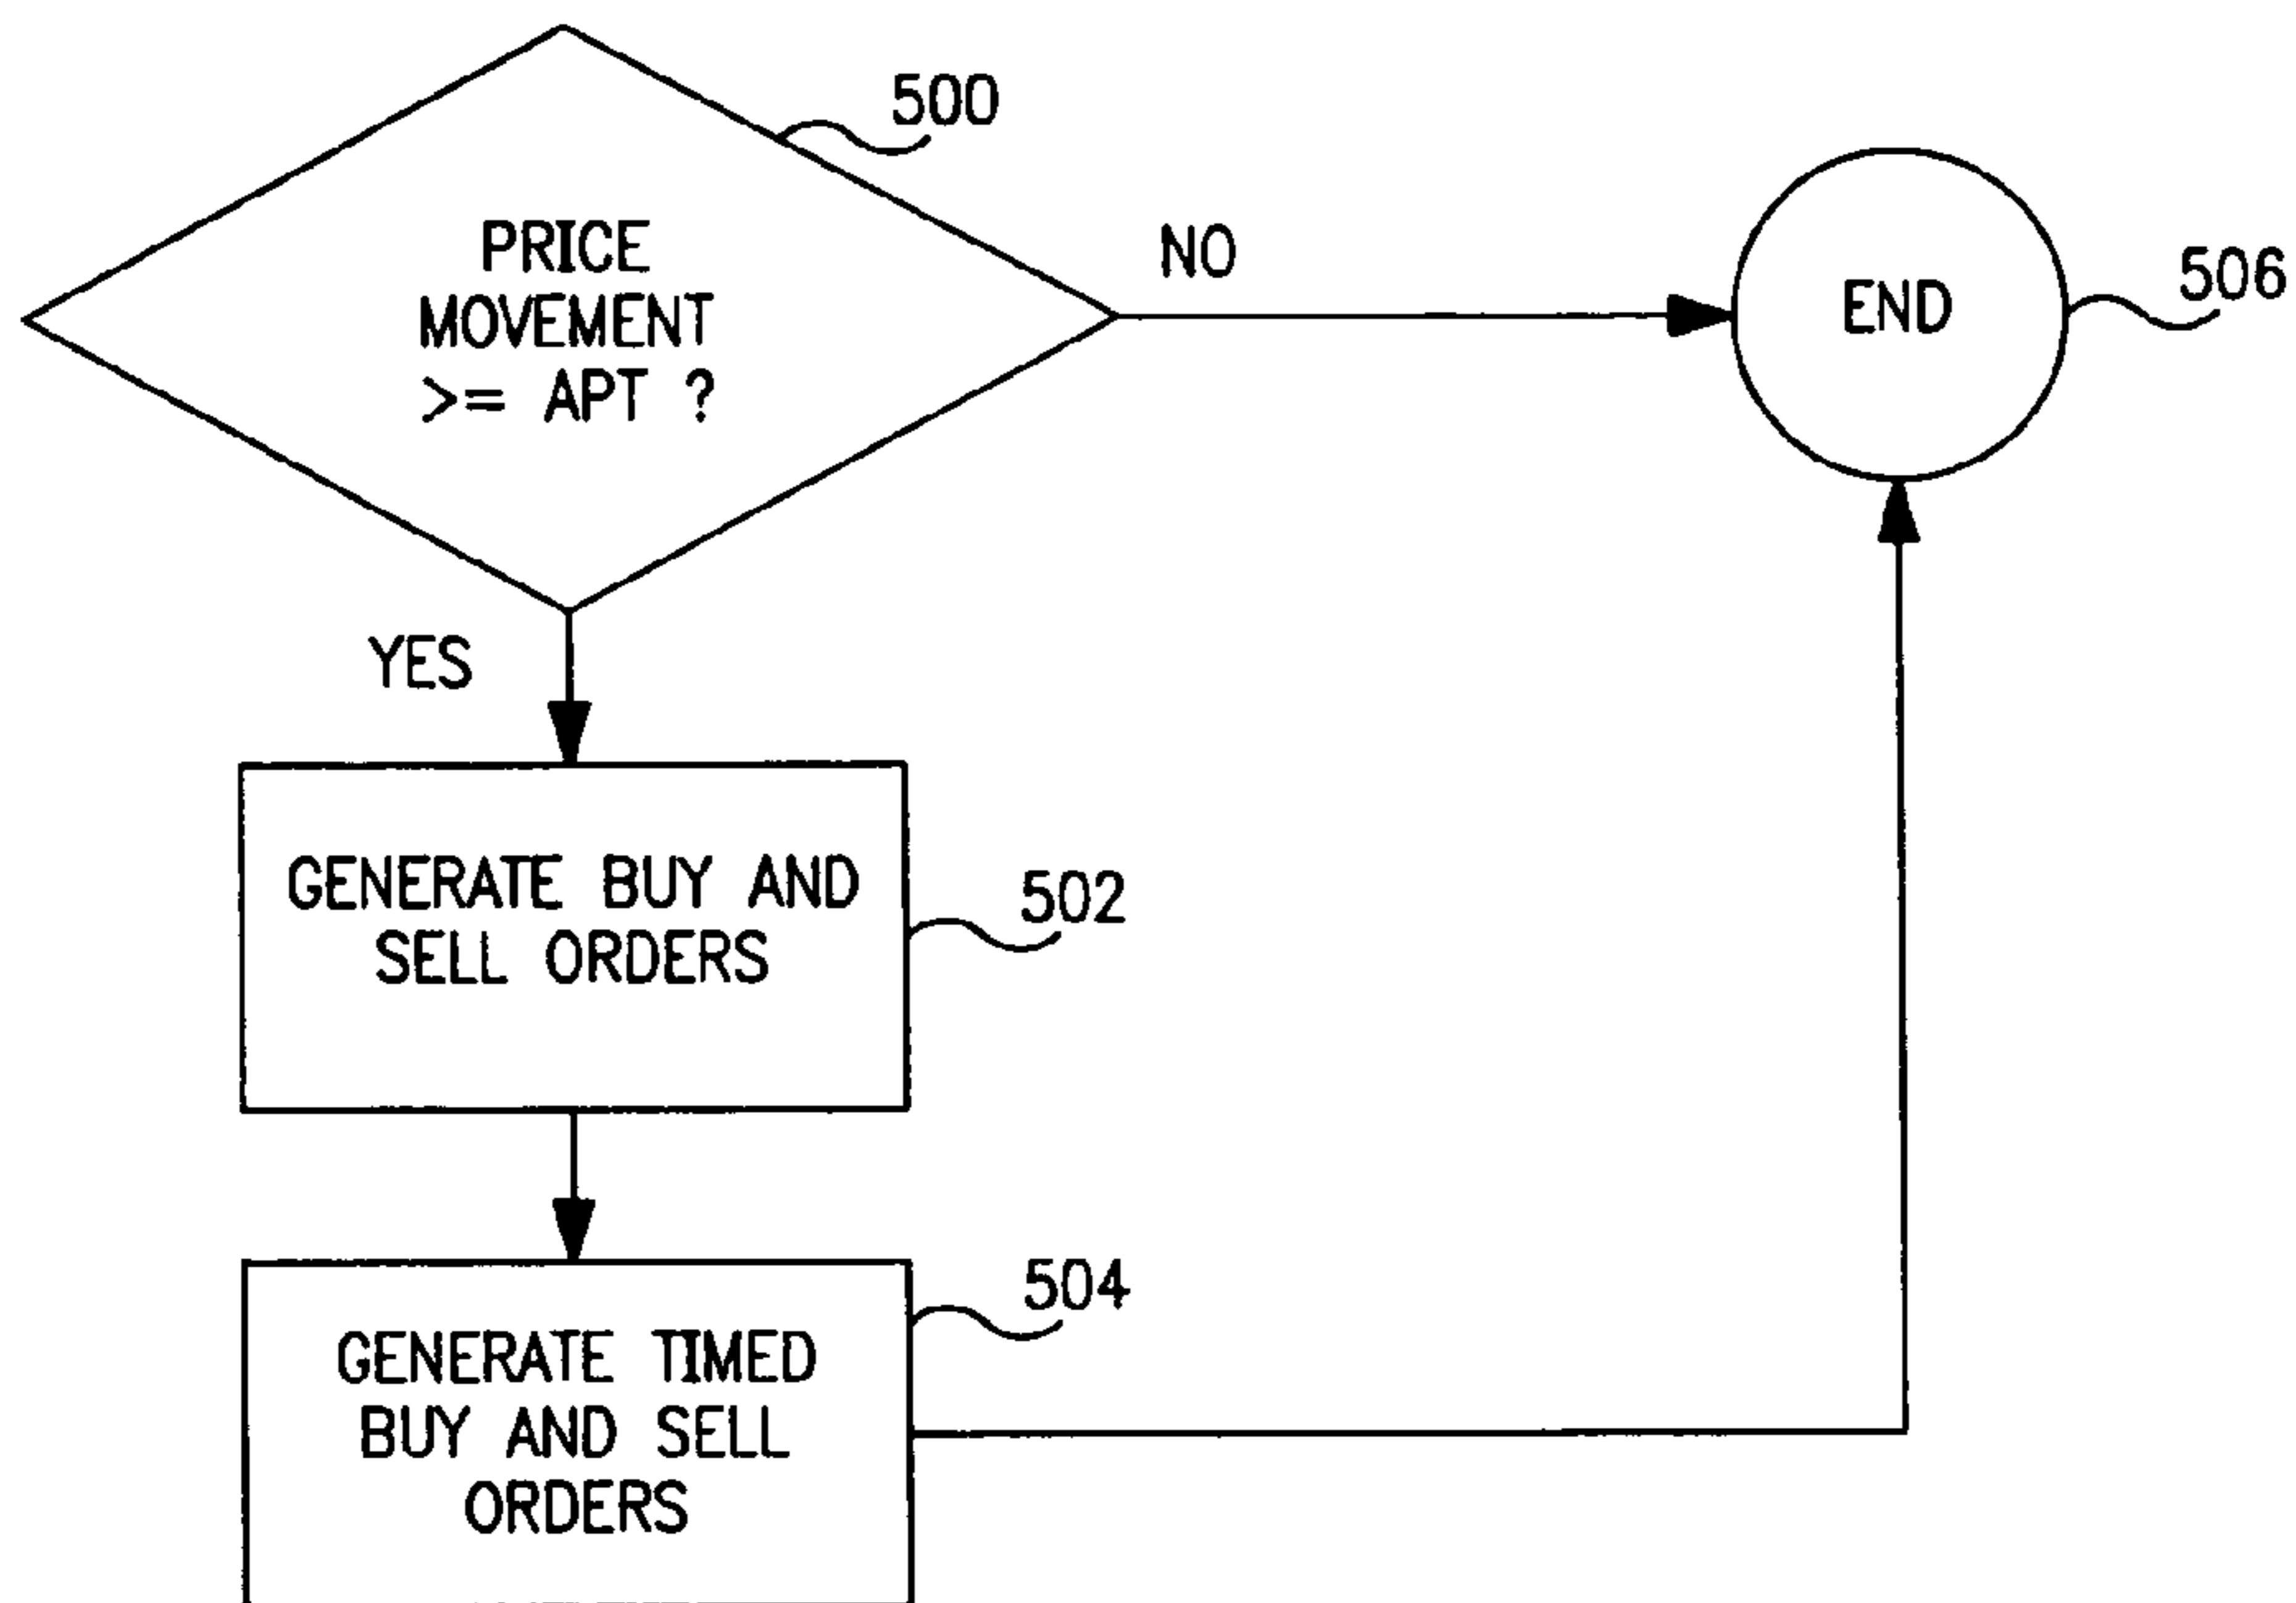 500
PRICE
MOVEMENT
>= APT ?
NO
END
506
YES
GENERATE BUY AND
SELL ORDERS
502
504
GENERATE TIMED
BUY AND SELL
ORDERS